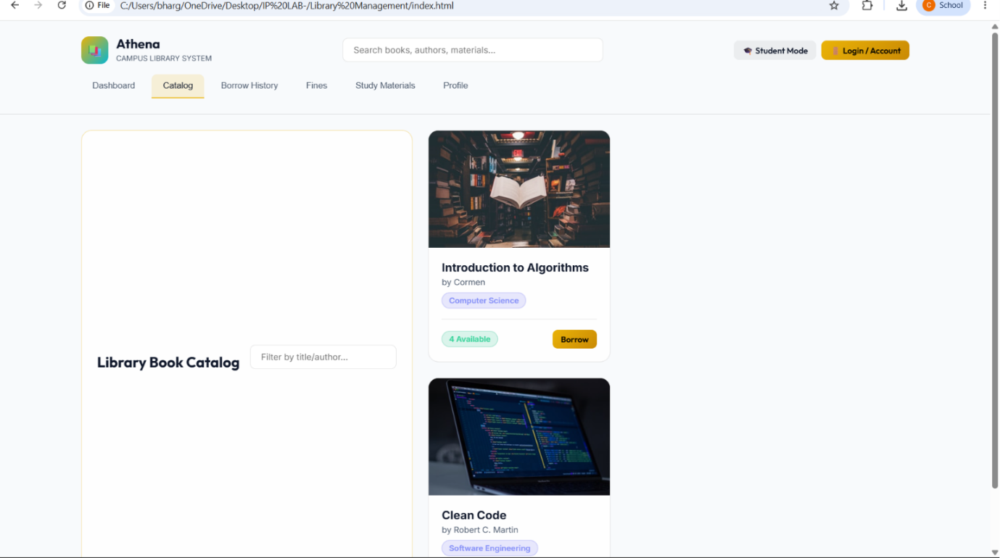 File C:/Users/bharg/OneDrive/Desktop/IP%20LAB-/Library%20Management/index.html
C School
Athena
CAMPUS LIBRARY SYSTEM
Search books, authors, materials...
Student Mode
Login / Account
Dashboard Catalog Borrow History Fines Study Materials Profile
Library Book Catalog
Filter by title/author...
EXIT
Introduction to Algorithms
by Cormen
Computer Science
4 Available
Borrow
Clean Code
by Robert C. Martin
Software Engineering